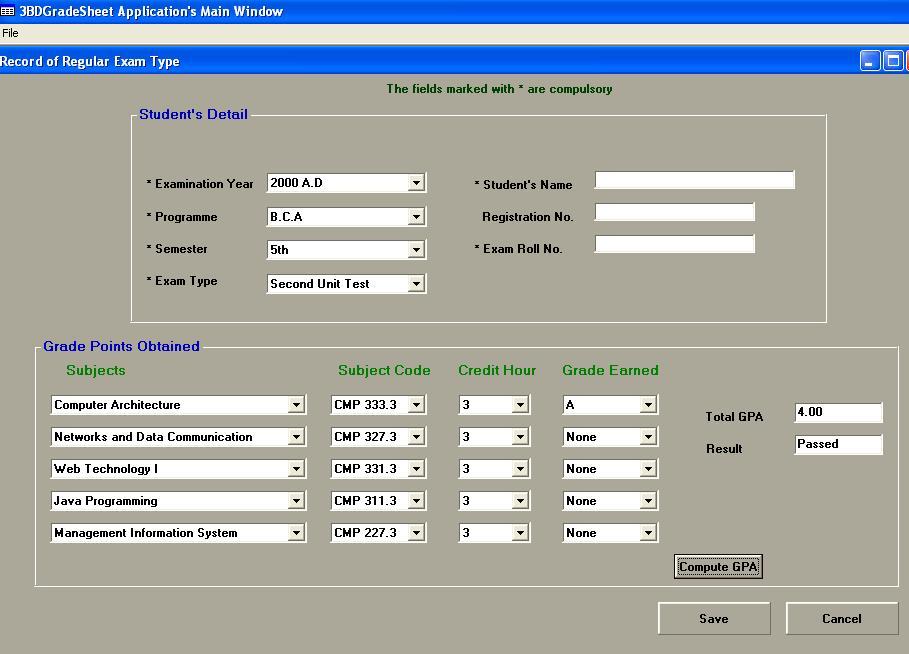 3BDGradeSheet Application's Main Window
File
Record of Regular Exam Type
The fields marked with * are compulsory
Student's Detail
* Examination Year 2000 A.D * Student's Name
* Programme B.C.A Registration No.
* Semester 5th * Exam Roll No.
* Exam Type Second Unit Test
Grade Points Obtained
Subjects Subject Code Credit Hour Grade Earned
Computer Architecture CMP 333.3 3 A Total GPA 4.00
Networks and Data Communication CMP 327.3 3 None
Result Passed
Web Technology I CMP 331.3 3 None
Java Programming CMP 311.3 3 None
Management Information System CMP 227.3 3 None
Compute GPA
Save Cancel